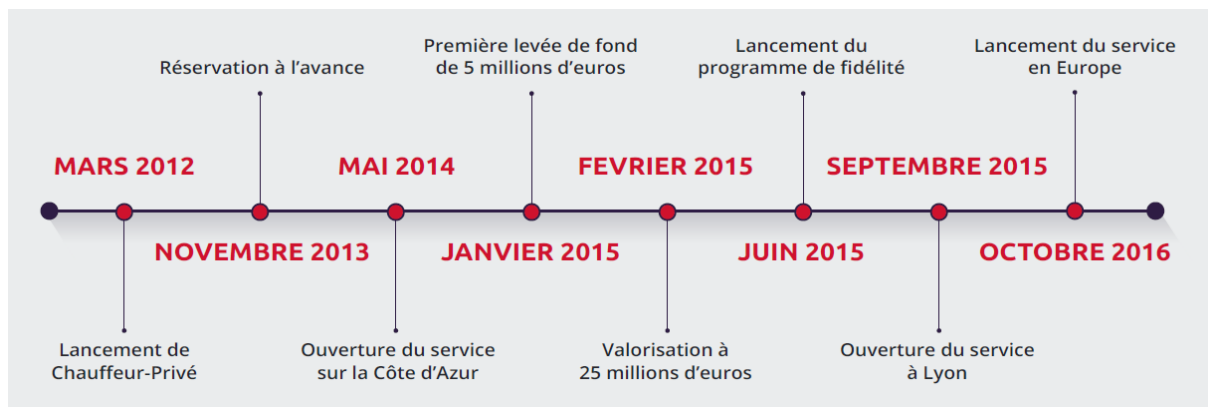 Première levée de fond
de 5 millions d'euros
Lancement du
programme de fidélité
Lancement du service
en Europe
Réservation à l'avance
MARS 2012
MAI 2014
FEVRIER 2015
SEPTEMBRE 2015
NOVEMBRE 2013
JANVIER 2015
JUIN 2015
OCTOBRE 2016
Lancement de
Chauffeur-Privé
Ouverture du service
sur la Côte d'Azur
Valorisation à
25 millions d'euros
Ouverture du service
à Lyon